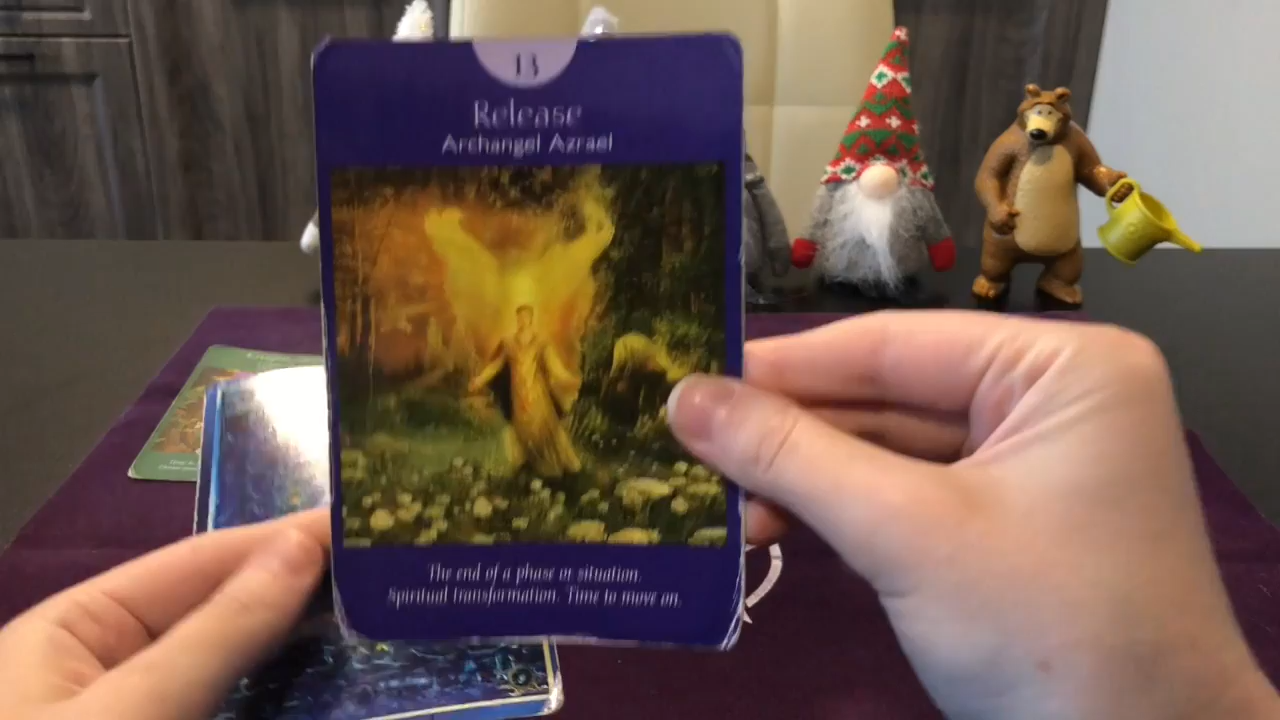 13
Release
Archangel Azrael
The end of a phase or situation.
Spiritual transformation. Time to move on.